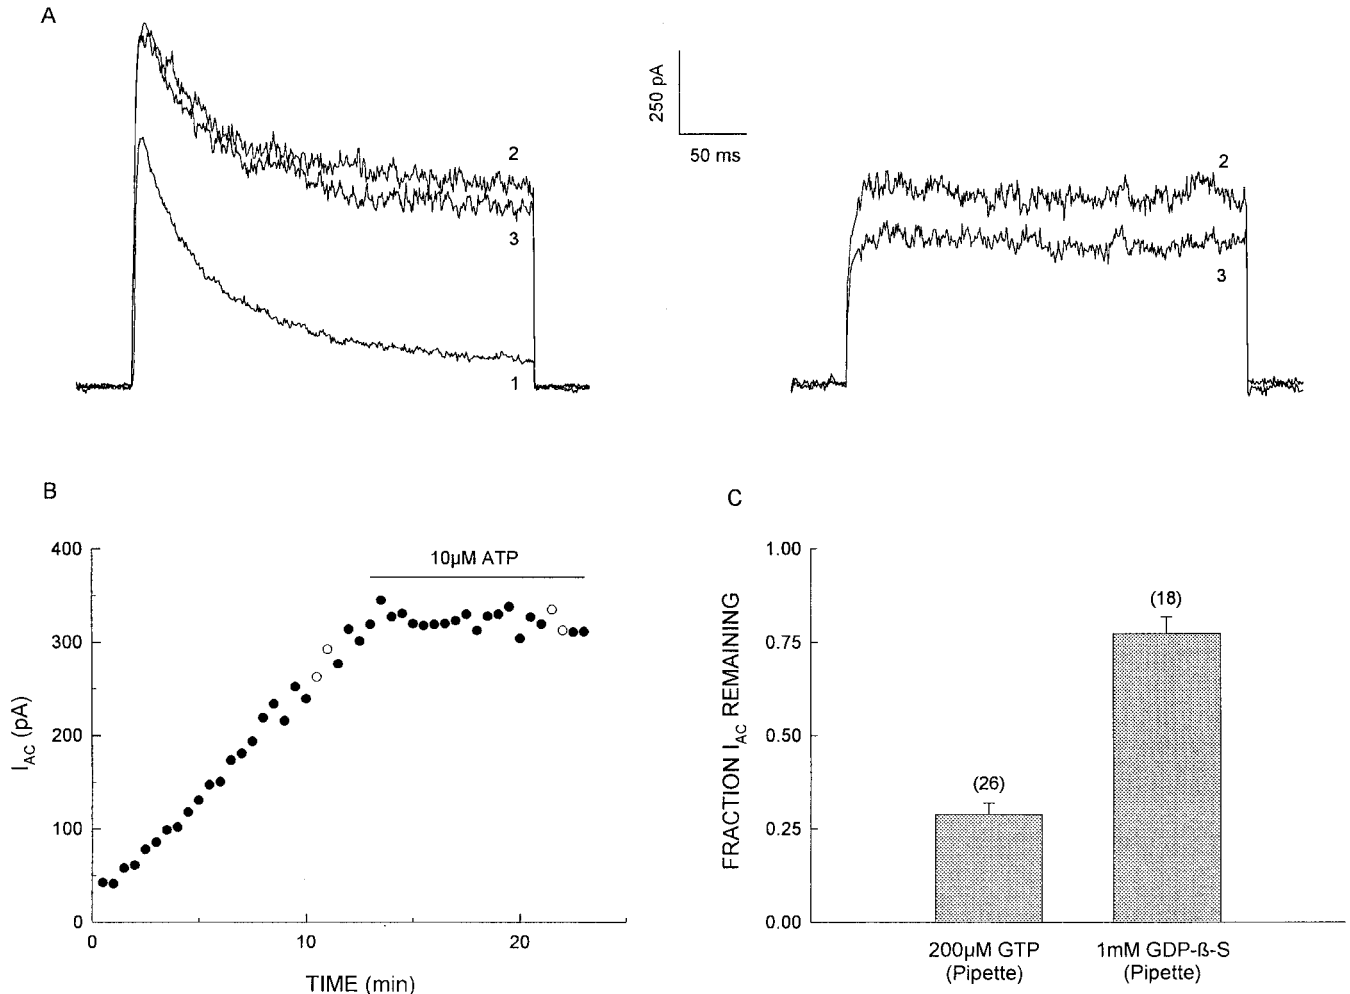 A
2
3
1
250 pA
50 ms
2
3
B
10µM ATP
400
300
200
100
0
I_AC (pA)
0
10
20
TIME (min)
C
1.00
0.75
0.50
0.25
0.00
FRACTION I_AC REMAINING
(26)
(18)
200µM GTP
(Pipette)
1mM GDP-ß-S
(Pipette)